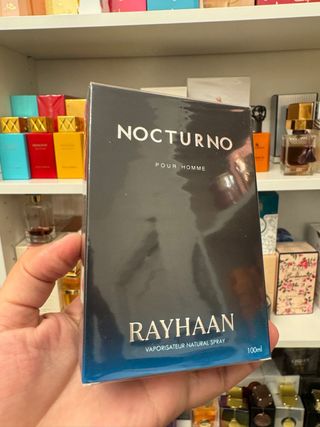 NOCTURNO
POUR HOMME
RAYHAAN
VAPORISATEUR NATURAL SPRAY
100ml